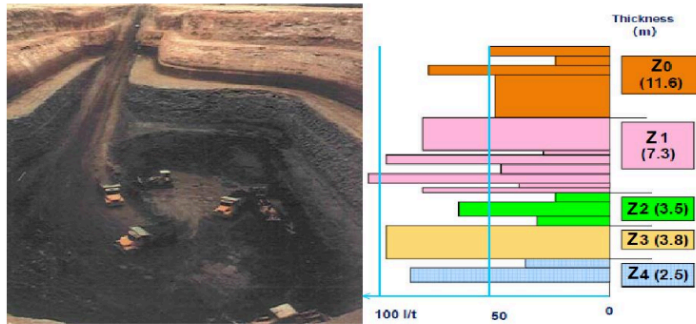 Thickness
(m)
Z0
(11.6)
Z1
(7.3)
Z2 (3.5)
Z3 (3.8)
Z4 (2.5)
100 l/t 50 0